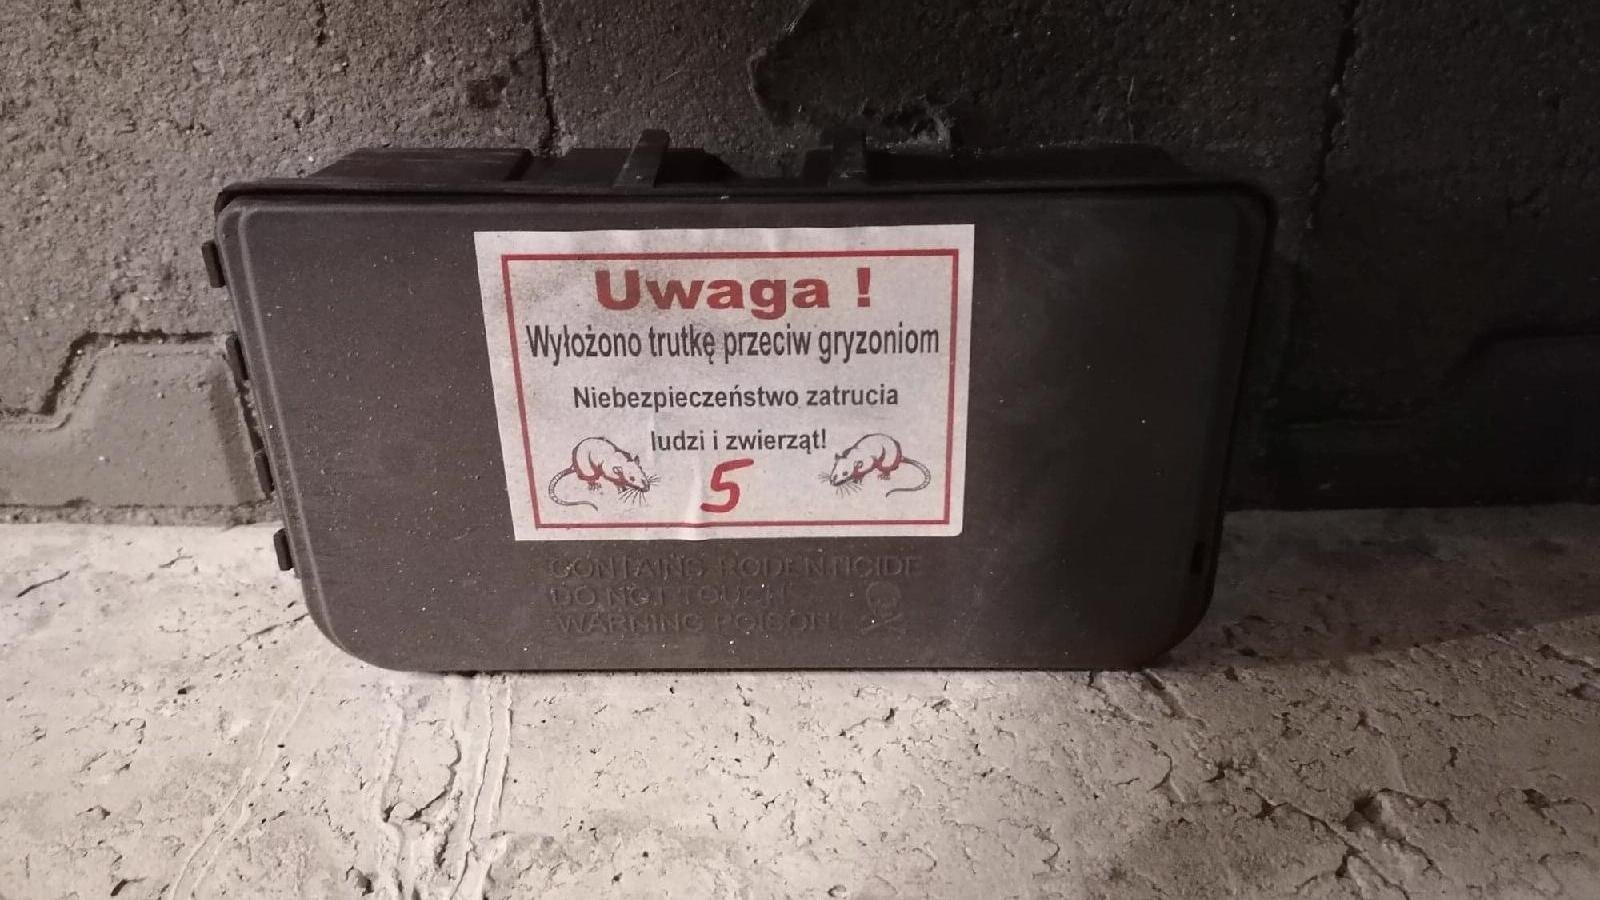 Uwaga !
Wyłożono trutkę przeciw gryzoniom
Niebezpieczeństwo zatrucia
ludzi i zwierząt!
5
CONTAINS RODENTICIDE
DO NOT TOUCH
WARNING POISON